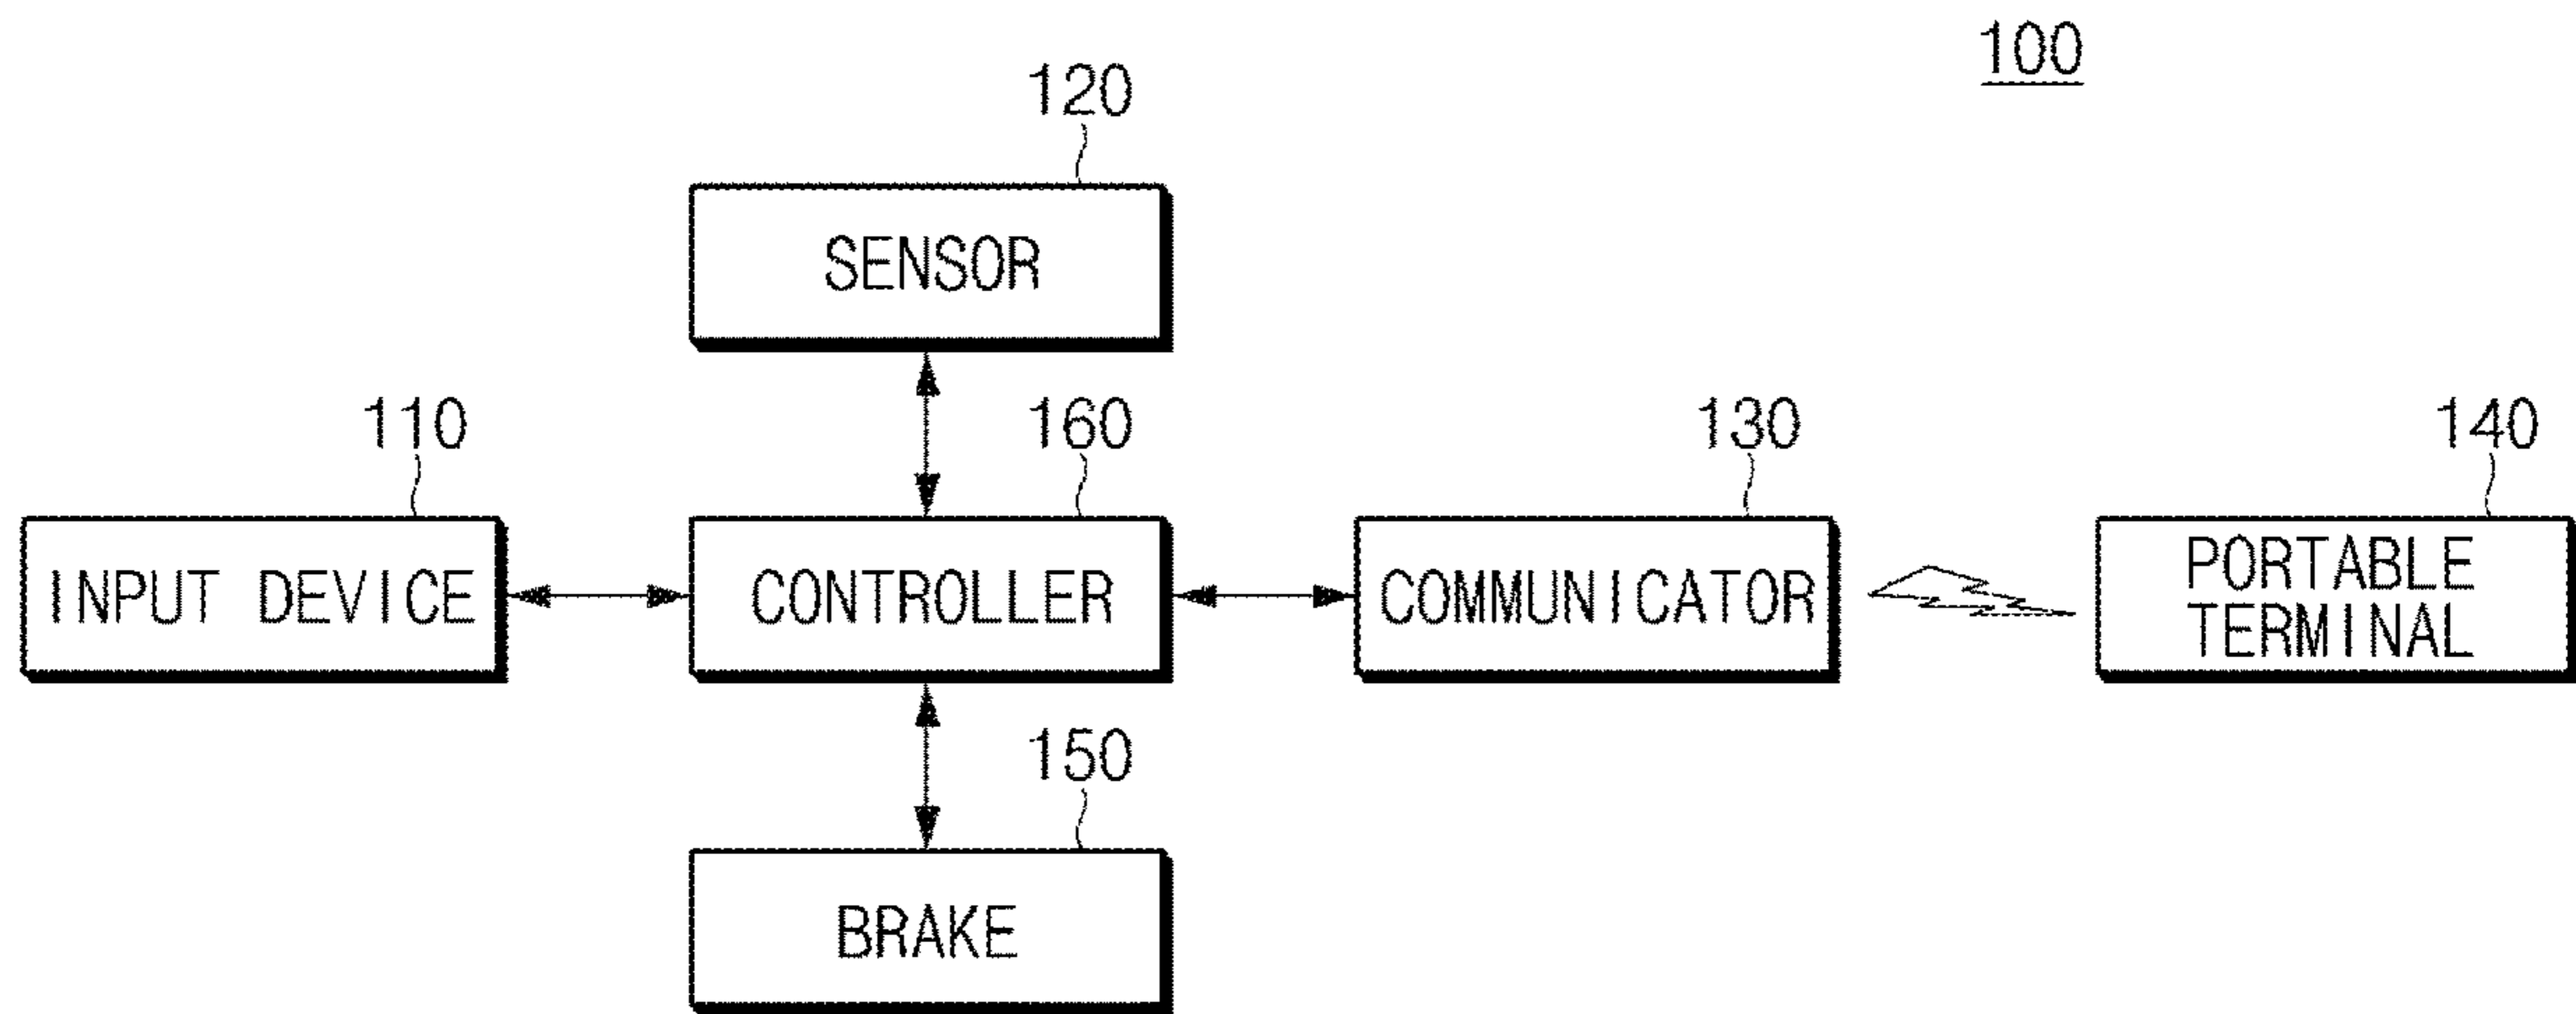 100
120
SENSOR
110
160
130
140
INPUT DEVICE
CONTROLLER
COMMUNICATOR
PORTABLE
TERMINAL
150
BRAKE